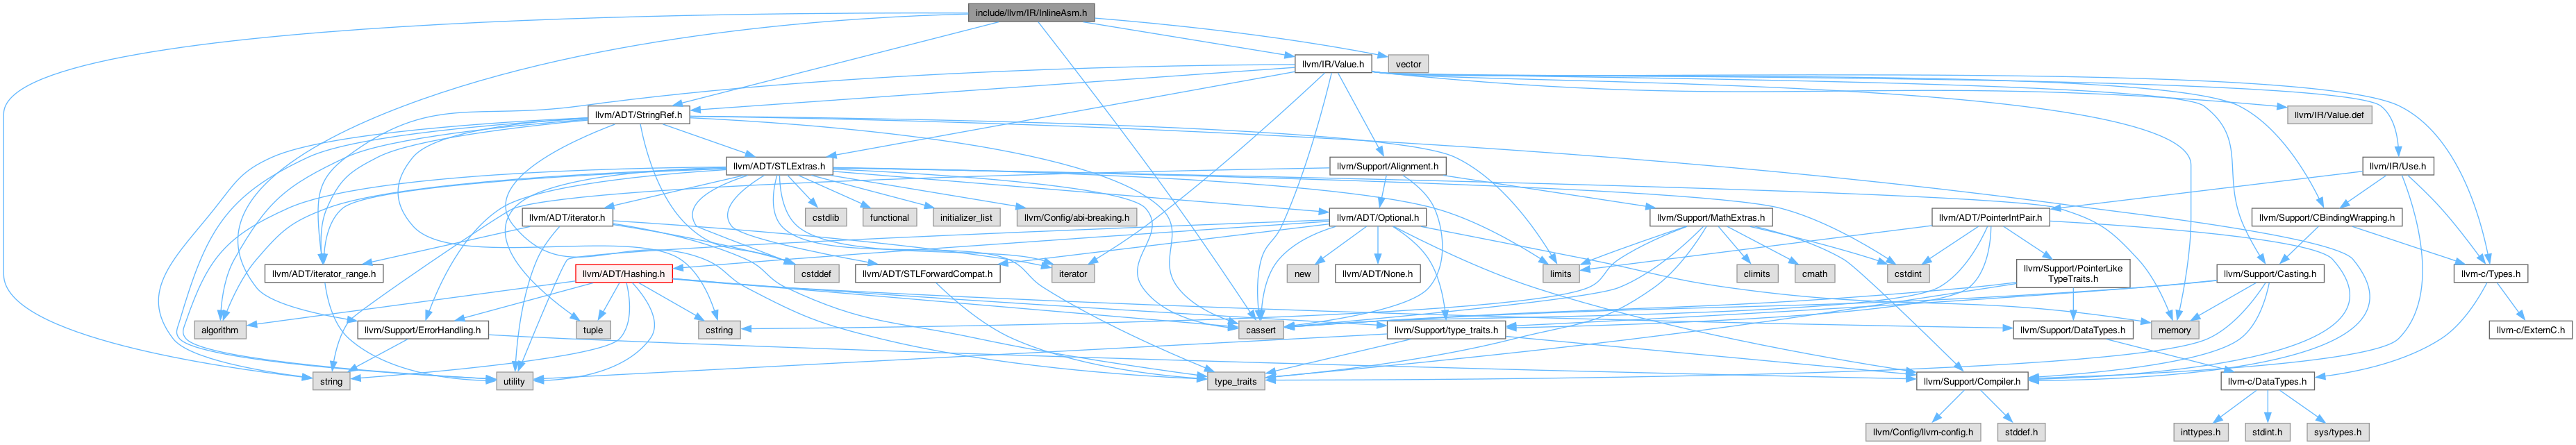 include/llvm/IR/InlineAsm.h
llvm/IR/Value.h
vector
llvm/ADT/StringRef.h
llvm/IR/Value.def
llvm/ADT/STLExtras.h
llvm/Support/Alignment.h
llvm/IR/Use.h
llvm/ADT/iterator.h
cstdlib
functional
initializer_list
llvm/Config/abi-breaking.h
llvm/ADT/Optional.h
llvm/Support/MathExtras.h
llvm/ADT/PointerIntPair.h
llvm/Support/CBindingWrapping.h
llvm/ADT/iterator_range.h
llvm/ADT/Hashing.h
cstddef
llvm/ADT/STLForwardCompat.h
iterator
new
llvm/ADT/None.h
limits
climits
cmath
cstdint
llvm/Support/PointerLike
TypeTraits.h
llvm/Support/Casting.h
llvm-c/Types.h
algorithm
llvm/Support/ErrorHandling.h
tuple
cstring
cassert
llvm/Support/type_traits.h
llvm/Support/DataTypes.h
memory
llvm-c/ExternC.h
string
utility
type_traits
llvm/Support/Compiler.h
llvm-c/DataTypes.h
llvm/Config/llvm-config.h
stddef.h
inttypes.h
stdint.h
sys/types.h